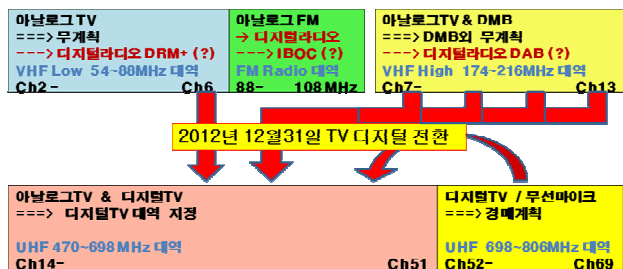 아날로그 TV
===> 무계획
---> 디지털라디오 DRM+ (?)
VHF Low 54~88MHz 대역
Ch2- Ch6
아날로그 FM
→ 디지털라디오
---> IBOC (?)
FM Radio 대역
88- 108 MHz
아날로그TV & DMB
===> DMB외 무계획
---> 디지털라디오 DAB (?)
VHF High 174~216MHz 대역
Ch7- Ch13
2012년 12월31일 TV 디지털 전환
아날로그TV & 디지털TV
===> 디지털TV 대역 지정
UHF 470~698 MHz 대역
Ch14- Ch51
디지털TV / 무선마이크
===> 경매계획
UHF 698~806MHz 대역
Ch52- Ch69